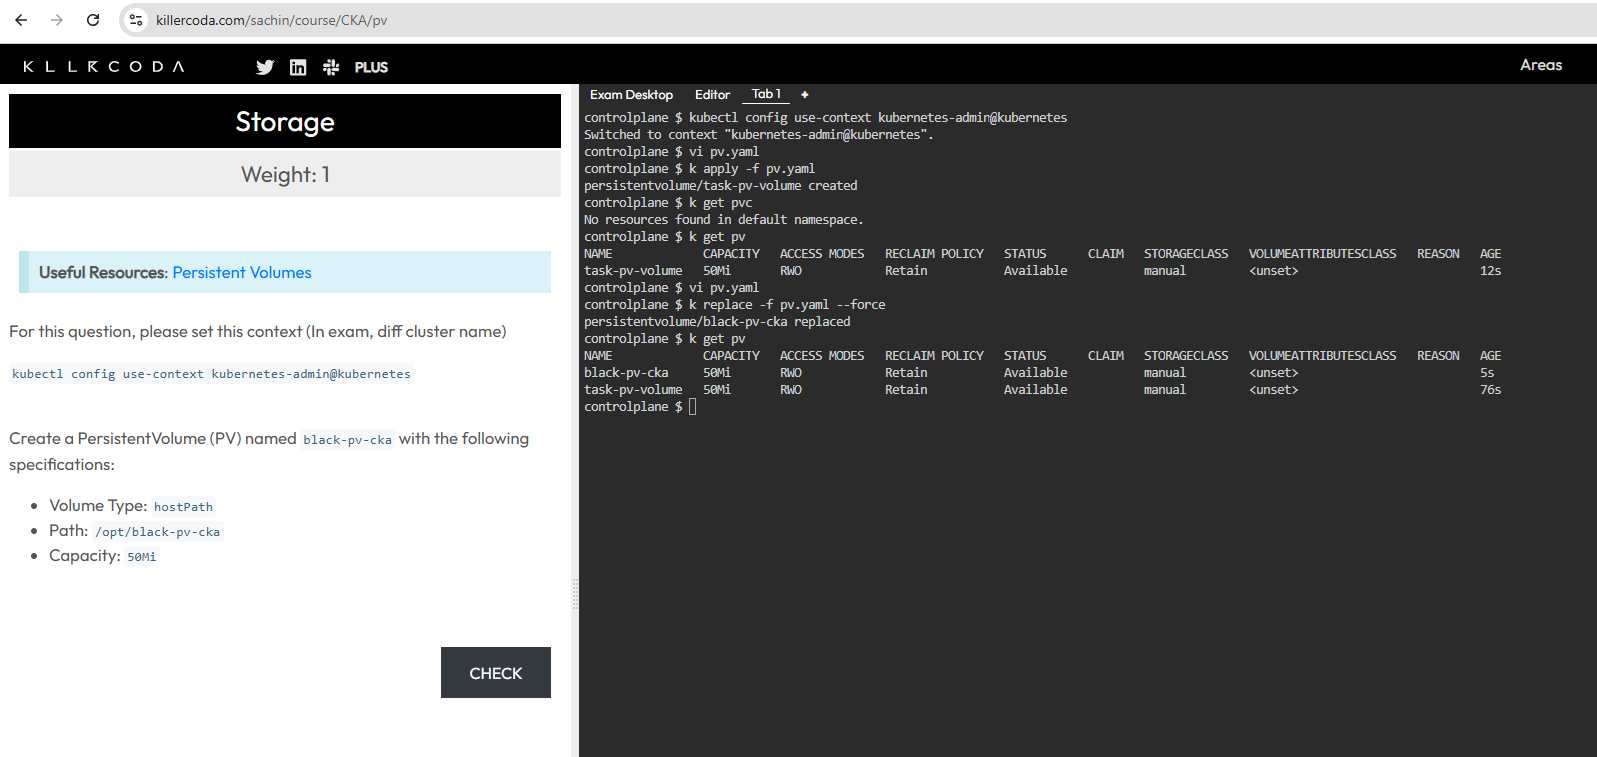 killercoda.com/sachin/course/CKA/pv
KLLRCODA
PLUS
Areas
Storage
Weight: 1
Useful Resources: Persistent Volumes
For this question, please set this context (In exam, diff cluster name)
kubectl config use-context kubernetes-admin@kubernetes
Create a PersistentVolume (PV) named black-pv-cka with the following
specifications:
Volume Type: hostPath
Path: /opt/black-pv-cka
Capacity: 50Mi
CHECK
Exam Desktop Editor Tab 1 +
controlplane $ kubectl config use-context kubernetes-admin@kubernetes
Switched to context "kubernetes-admin@kubernetes".
controlplane $ vi pv.yaml
controlplane $ k apply -f pv.yaml
persistentvolume/task-pv-volume created
controlplane $ k get pvc
No resources found in default namespace.
controlplane $ k get pv
NAME CAPACITY ACCESS MODES RECLAIM POLICY STATUS CLAIM STORAGECLASS VOLUMEATTRIBUTESCLASS REASON AGE
task-pv-volume 50Mi RWO Retain Available manual <unset> 12s
controlplane $ vi pv.yaml
controlplane $ k replace -f pv.yaml --force
persistentvolume/black-pv-cka replaced
controlplane $ k get pv
NAME CAPACITY ACCESS MODES RECLAIM POLICY STATUS CLAIM STORAGECLASS VOLUMEATTRIBUTESCLASS REASON AGE
black-pv-cka 50Mi RWO Retain Available manual <unset> 5s
task-pv-volume 50Mi RWO Retain Available manual <unset> 76s
controlplane $